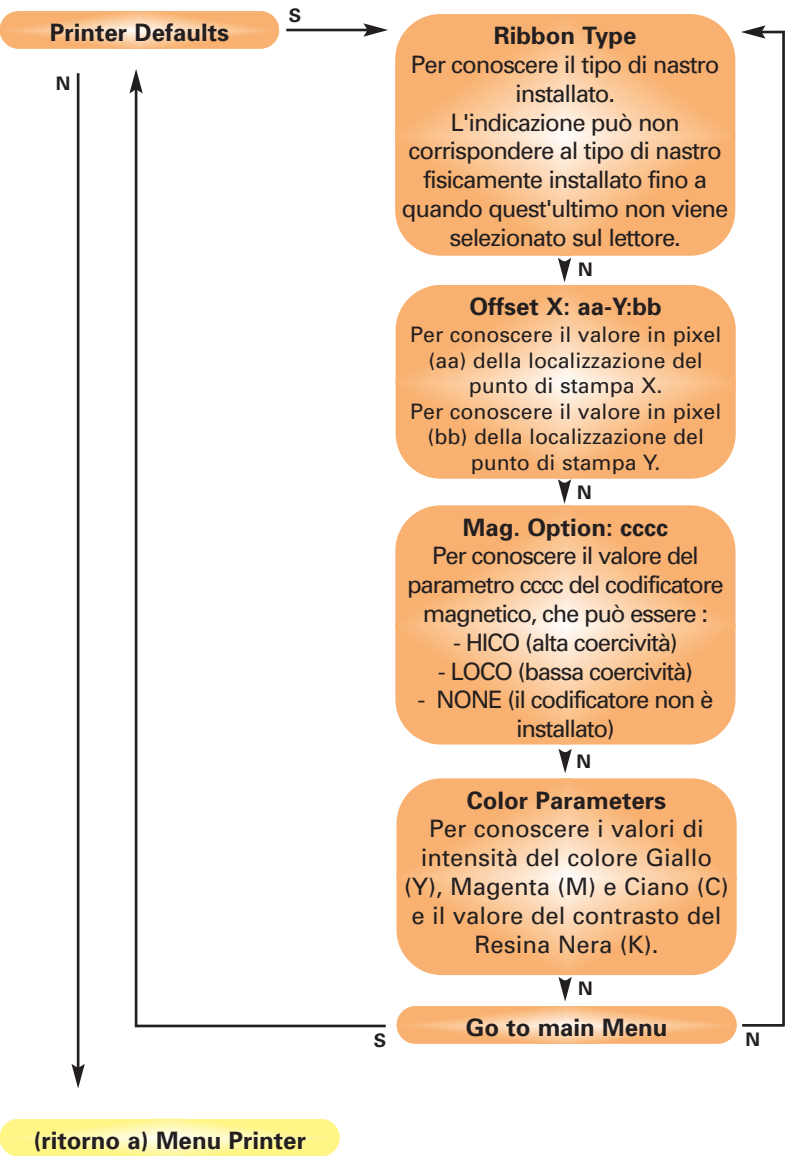 Printer Defaults
S
N
Ribbon Type
Per conoscere il tipo di nastro
installato.
L'indicazione può non
corrispondere al tipo di nastro
fisicamente installato fino a
quando quest'ultimo non viene
selezionato sul lettore.
N
Offset X: aa-Y:bb
Per conoscere il valore in pixel
(aa) della localizzazione del
punto di stampa X.
Per conoscere il valore in pixel
(bb) della localizzazione del
punto di stampa Y.
N
Mag. Option: cccc
Per conoscere il valore del
parametro cccc del codificatore
magnetico, che può essere :
- HICO (alta coercività)
- LOCO (bassa coercività)
- NONE (il codificatore non è
installato)
N
Color Parameters
Per conoscere i valori di
intensità del colore Giallo
(Y), Magenta (M) e Ciano (C)
e il valore del contrasto del
Resina Nera (K).
N
Go to main Menu
S
N
(ritorno a) Menu Printer